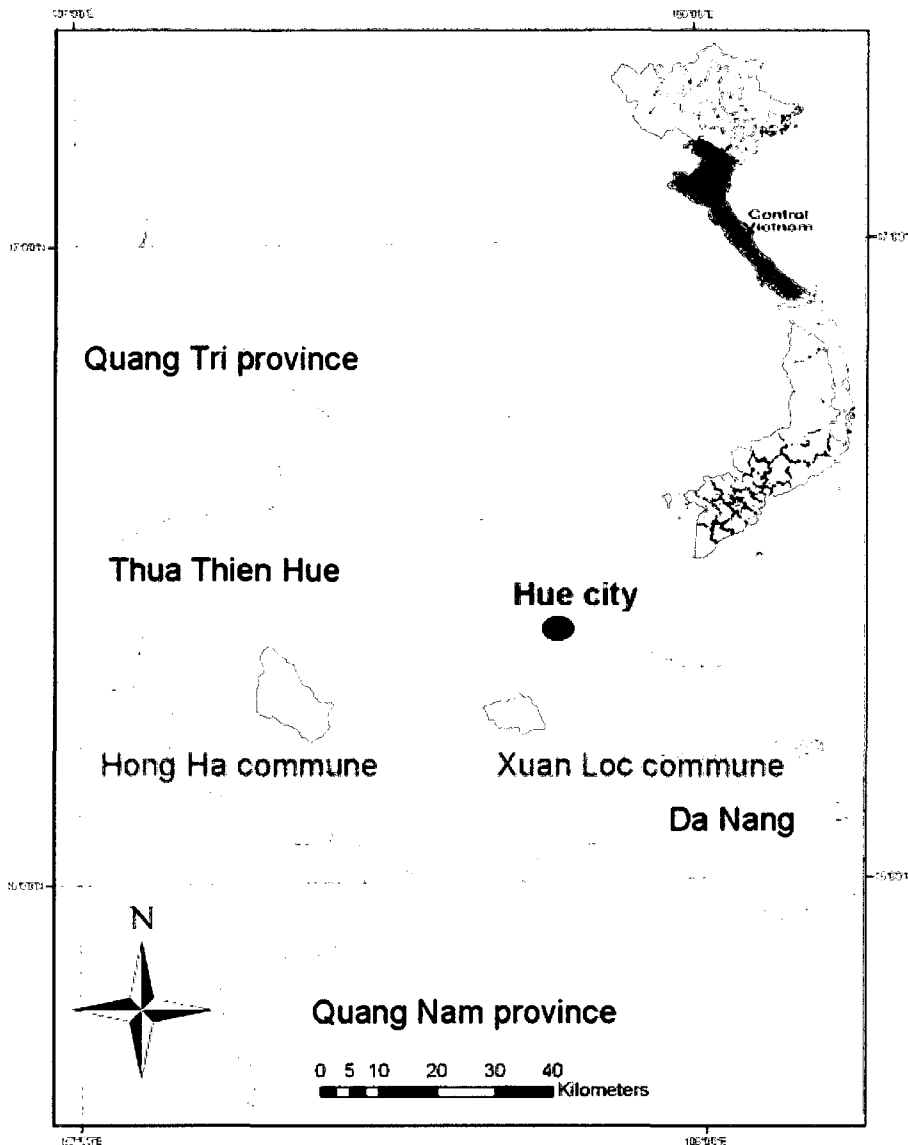 Central
Vietnam
Quang Tri province
Thua Thien Hue
Hue city
Hong Ha commune
Xuan Loc commune
Da Nang
N
Quang Nam province
0 5 10 20 30 40
Kilometers